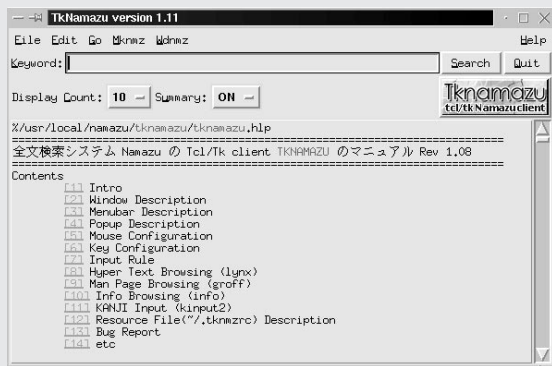 TkNamazu version 1.11
File Edit Go Mknmz Wdnmz Help
Keyword: Search Quit
Display Count: 10 Summary: ON
Tknamazu
tcl/tk Namazu client
%/usr/local/namazu/tknamazu/tknamazu.hlp
==========================================================================
全文検索システム Namazu の Tcl/Tk client TKNAMAZU のマニュアル Rev 1.08
==========================================================================
Contents
[1] Intro
[2] Window Description
[3] Menubar Description
[4] Popup Description
[5] Mouse Configuration
[6] Key Configuration
[7] Input Rule
[8] Hyper Text Browsing (lynx)
[9] Man Page Browsing (groff)
[10] Info Browsing (info)
[11] KANJI Input (kinput2)
[12] Resource File(~/.tknmzrc) Description
[13] Bug Report
[14] etc